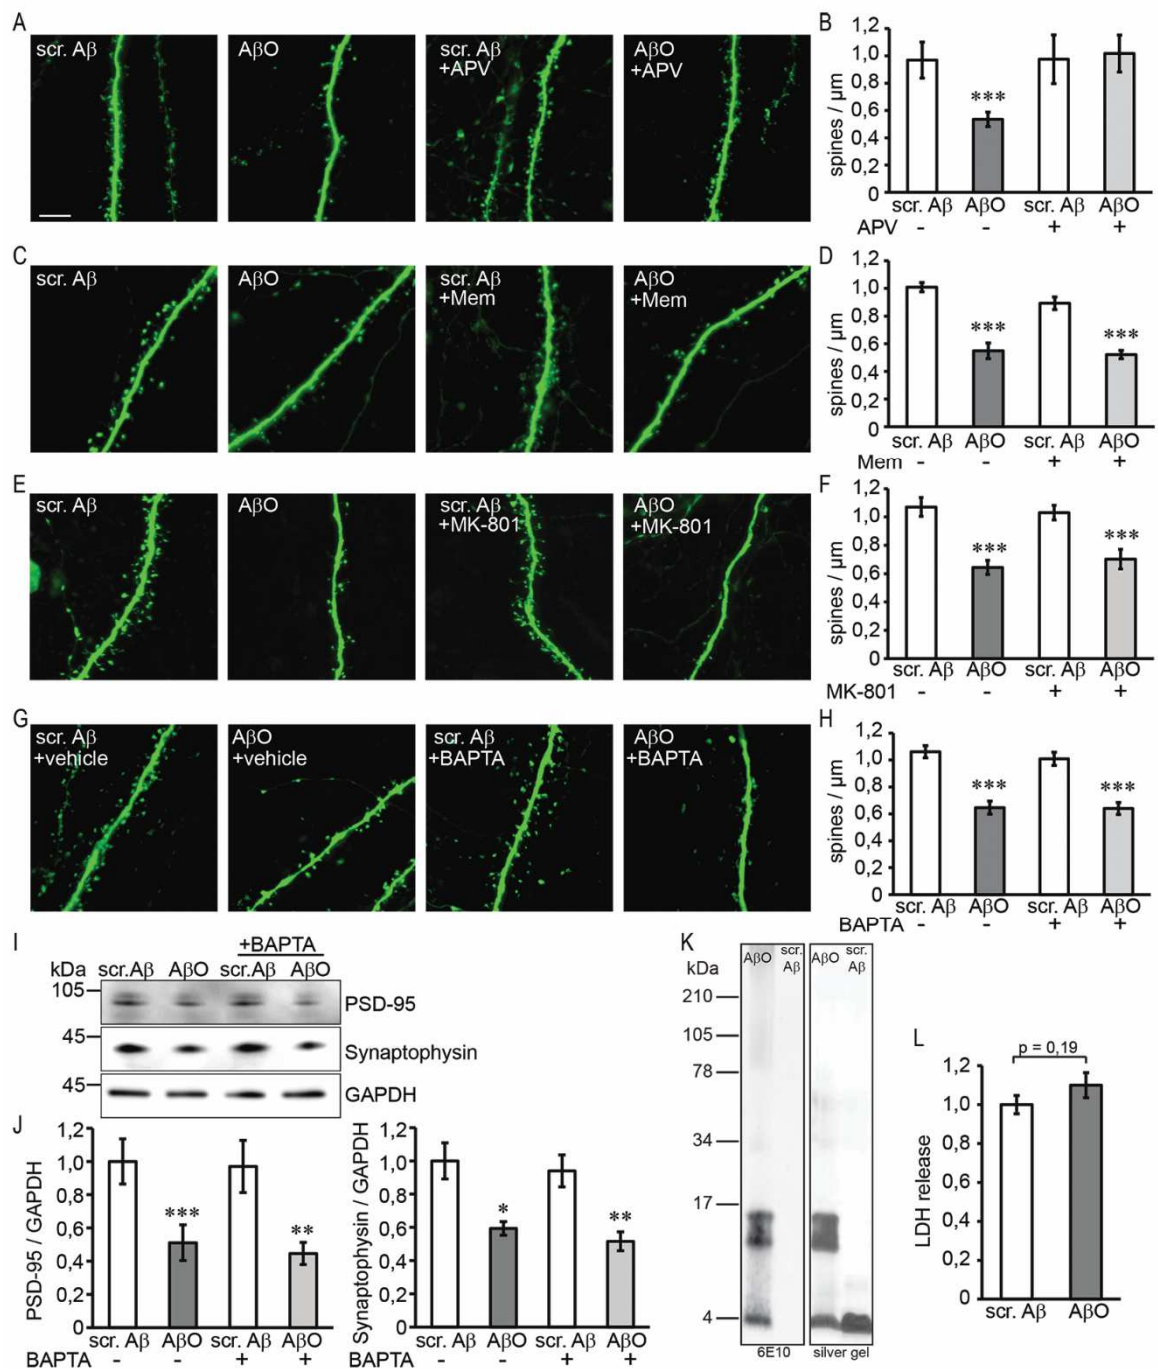 A
scr. Aβ
AβO
scr. Aβ
+APV
AβO
+APV
B
spines / µm
1,2
1,0
0,8
0,6
0,4
0,2
0
***
scr. Aβ AβO scr. Aβ AβO
APV - - + +
C
scr. Aβ
AβO
scr. Aβ
+Mem
AβO
+Mem
D
spines / µm
1,2
1,0
0,8
0,6
0,4
0,2
0
*** ***
scr. Aβ AβO scr. Aβ AβO
Mem - - + +
E
scr. Aβ
AβO
scr. Aβ
+MK-801
AβO
+MK-801
F
spines / µm
1,2
1,0
0,8
0,6
0,4
0,2
0
*** ***
scr. Aβ AβO scr. Aβ AβO
MK-801 - - + +
G
scr. Aβ
+vehicle
AβO
+vehicle
scr. Aβ
+BAPTA
AβO
+BAPTA
H
spines / µm
1,2
1,0
0,8
0,6
0,4
0,2
0
*** ***
scr. Aβ AβO scr. Aβ AβO
BAPTA - - + +
I
+BAPTA
kDa scr.Aβ AβO scr.Aβ AβO
105
PSD-95
45
Synaptophysin
45
GAPDH
J
PSD-95 / GAPDH
1,2
1,0
0,8
0,6
0,4
0,2
0
*** **
scr. Aβ AβO scr. Aβ AβO
BAPTA - - + +
Synaptophysin / GAPDH
1,2
1,0
0,8
0,6
0,4
0,2
0
* **
scr. Aβ AβO scr. Aβ AβO
BAPTA - - + +
K
kDa
AβO scr. Aβ AβO scr. Aβ
210
105
78
34
17
4
6E10 silver gel
L
LDH release
p = 0,19
1,2
1,0
0,8
0,6
0,4
0,2
0
scr. Aβ AβO